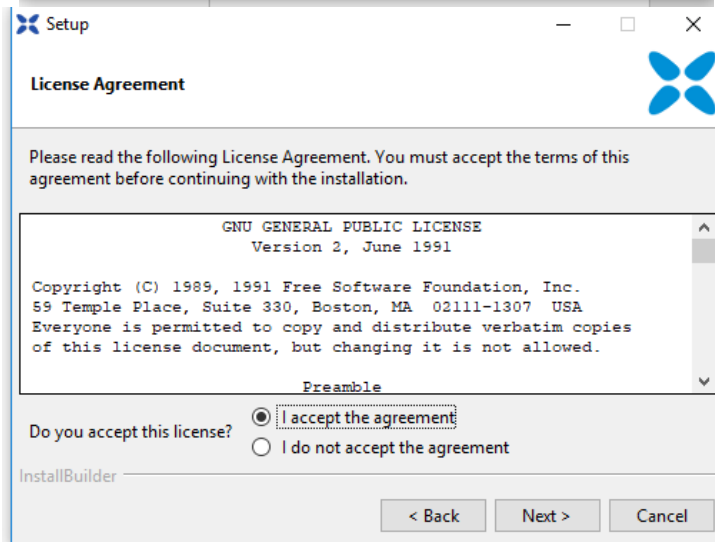 Setup
License Agreement
Please read the following License Agreement. You must accept the terms of this
agreement before continuing with the installation.
GNU GENERAL PUBLIC LICENSE
Version 2, June 1991
Copyright (C) 1989, 1991 Free Software Foundation, Inc.
59 Temple Place, Suite 330, Boston, MA  02111-1307  USA
Everyone is permitted to copy and distribute verbatim copies
of this license document, but changing it is not allowed.
Preamble
Do you accept this license?
I accept the agreement
I do not accept the agreement
InstallBuilder
< Back
Next >
Cancel